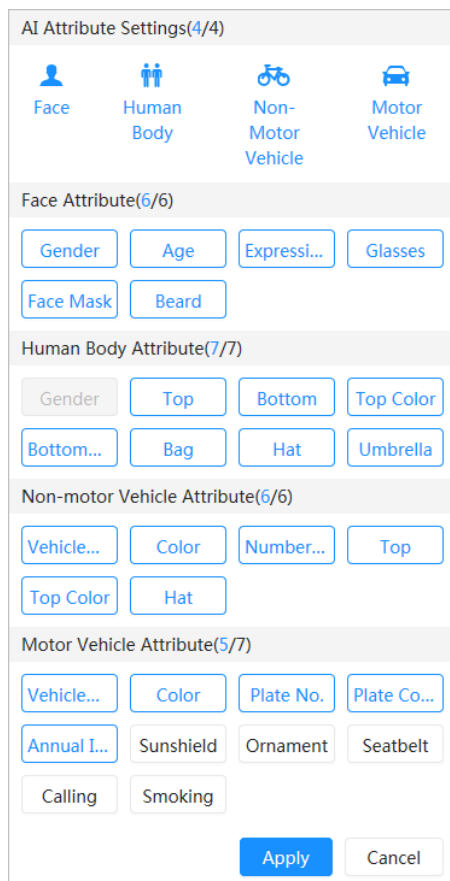 AI Attribute Settings(4/4)
Face Human Non- Motor
Body Motor Vehicle
Vehicle
Face Attribute(6/6)
Gender Age Expressi... Glasses
Face Mask Beard
Human Body Attribute(7/7)
Gender Top Bottom Top Color
Bottom... Bag Hat Umbrella
Non-motor Vehicle Attribute(6/6)
Vehicle... Color Number... Top
Top Color Hat
Motor Vehicle Attribute(5/7)
Vehicle... Color Plate No. Plate Co...
Annual I... Sunshield Ornament Seatbelt
Calling Smoking
Apply Cancel